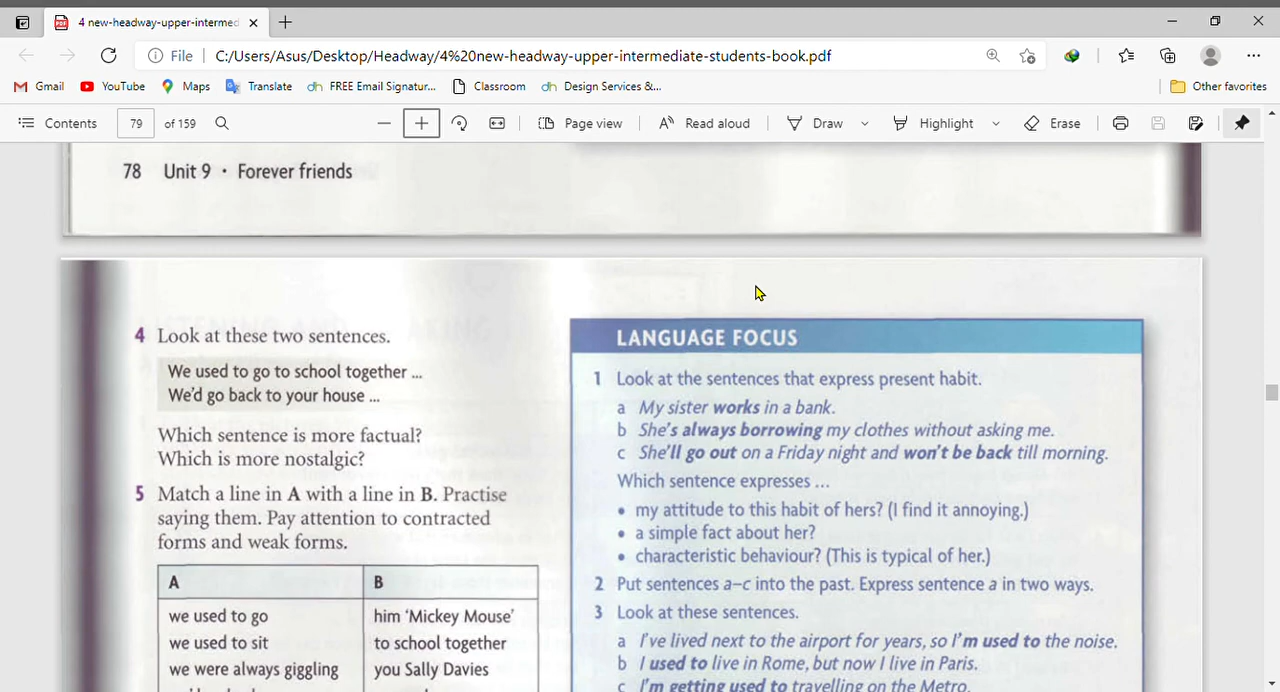 4 new-headway-upper-intermed
File C:/Users/Asus/Desktop/Headway/4%20new-headway-upper-intermediate-students-book.pdf
Gmail YouTube Maps Translate FREE Email Signatur... Classroom Design Services &... Other favorites
Contents 79 of 159 Page view Read aloud Draw Highlight Erase
78 Unit 9 · Forever friends
4 Look at these two sentences.
We used to go to school together ...
We'd go back to your house ...
Which sentence is more factual?
Which is more nostalgic?
5 Match a line in A with a line in B. Practise
saying them. Pay attention to contracted
forms and weak forms.
A B
we used to go him 'Mickey Mouse'
we used to sit to school together
we were always giggling you Sally Davies
LANGUAGE FOCUS
1 Look at the sentences that express present habit.
a My sister works in a bank.
b She's always borrowing my clothes without asking me.
c She'll go out on a Friday night and won't be back till morning.
Which sentence expresses ...
• my attitude to this habit of hers? (I find it annoying.)
• a simple fact about her?
• characteristic behaviour? (This is typical of her.)
2 Put sentences a–c into the past. Express sentence a in two ways.
3 Look at these sentences.
a I've lived next to the airport for years, so I'm used to the noise.
b I used to live in Rome, but now I live in Paris.
c I'm getting used to travelling on the Metro.